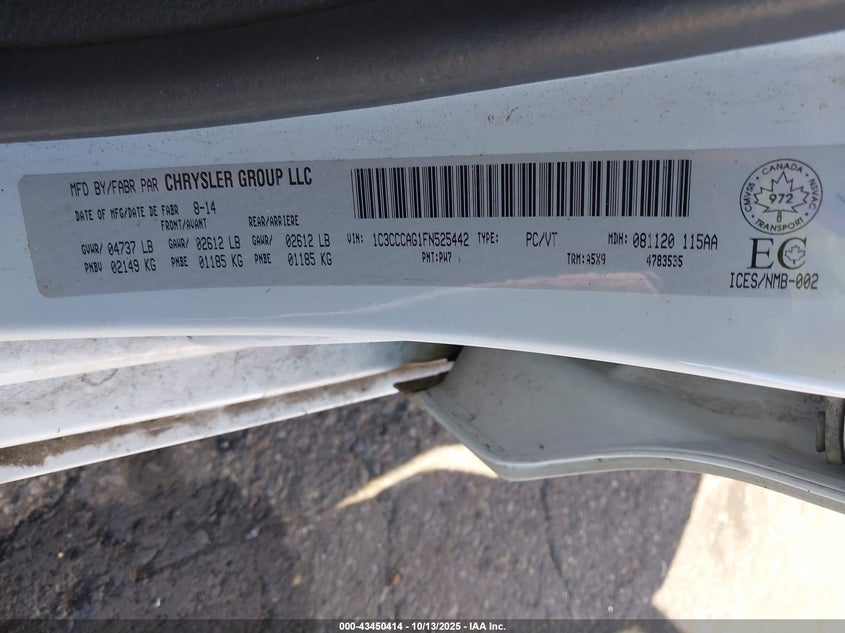 MFD BY/FABR PAR CHRYSLER GROUP LLC
DATE OF MFG/DATE DE FABR 8-14
FRONT/AVANT REAR/ARRIERE
GVWR/ 04737 LB GAWR/ 02612 LB GAWR/ 02612 LB
PNBV 02149 KG PNBE 01185 KG PNBE 01185 KG
VIN: 1C3CCCAG1FN525442 TYPE: PC/VT MDH: 081120 115AA
PNT:PW7 TRM:A5X9 4783535
CANADA
CMVSS NSVAC
972
TRANSPORT
EC
ICES/NMB-002
000-43450414 - 10/13/2025 - IAA Inc.